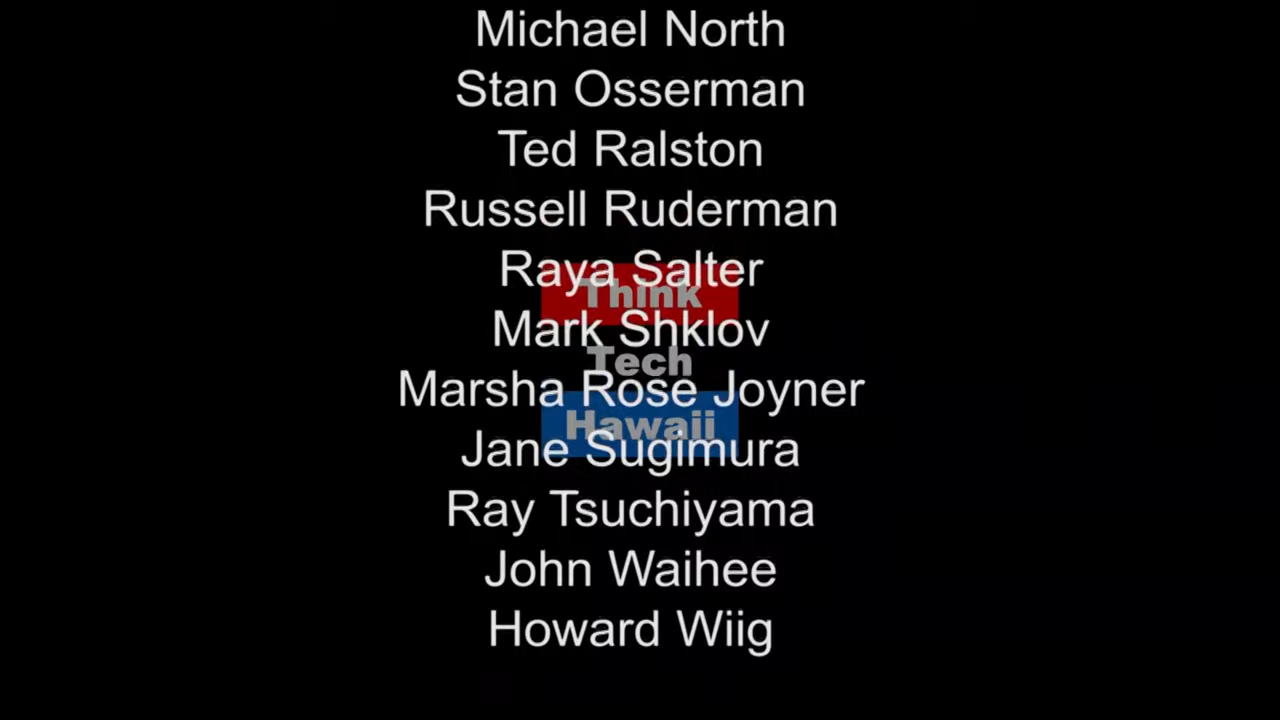 Michael North
Stan Osserman
Ted Ralston
Russell Ruderman
Raya Salter
Think
Mark Shklov
Tech
Marsha Rose Joyner
Hawaii
Jane Sugimura
Ray Tsuchiyama
John Waihee
Howard Wiig